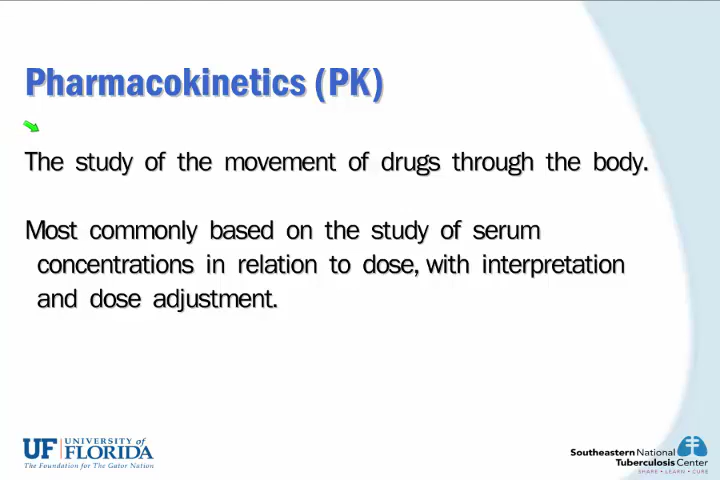 Pharmacokinetics (PK)
The study of the movement of drugs through the body.
Most commonly based on the study of serum
concentrations in relation to dose, with interpretation
and dose adjustment.
UF UNIVERSITY of
FLORIDA
The Foundation for The Gator Nation
Southeastern National
Tuberculosis Center
SHARE • LEARN • CURE